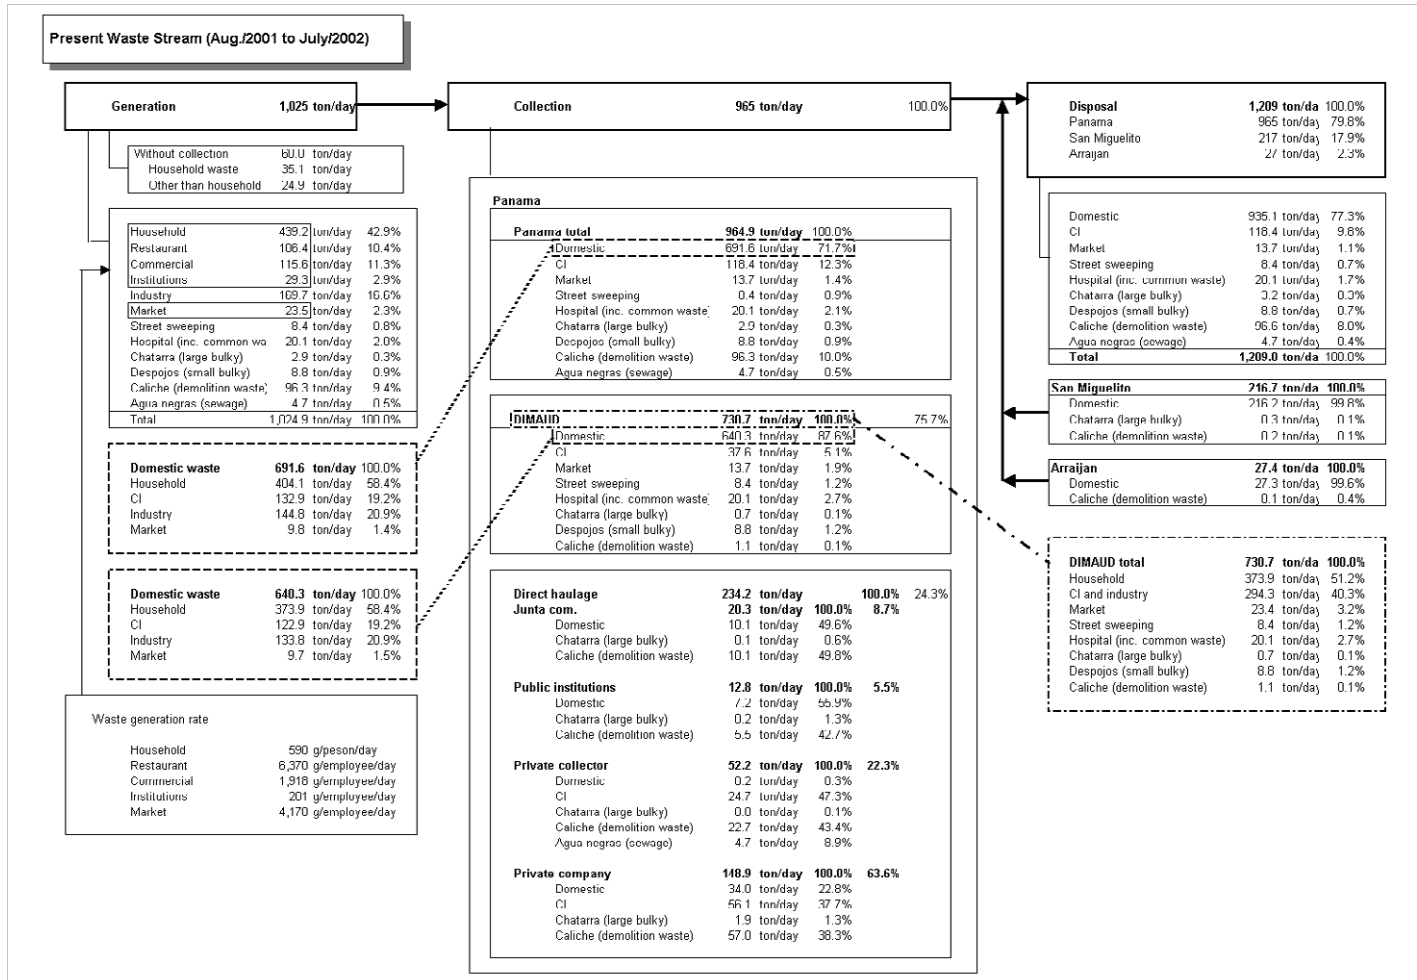 Present Waste Stream (Aug./2001 to July/2002)
Generation 1,025 ton/day
Without collection 60.0 ton/day
Household waste 35.1 ton/day
Other than household 24.9 ton/day
Household 439.2 ton/day 42.9%
Restaurant 106.4 ton/day 10.4%
Commercial 115.6 ton/day 11.3%
Institutions 29.3 ton/day 2.9%
Industry 169.7 ton/day 16.6%
Market 23.5 ton/day 2.3%
Street sweeping 8.4 ton/day 0.8%
Hospital (inc. common wa 20.1 ton/day 2.0%
Chatarra (large bulky) 2.9 ton/day 0.3%
Despojos (small bulky) 8.8 ton/day 0.9%
Caliche (demolition waste) 96.3 ton/day 9.4%
Agua negras (sewage) 4.7 ton/day 0.5%
Total 1,024.9 ton/day 100.0%
Domestic waste 691.6 ton/day 100.0%
Household 404.1 ton/day 58.4%
CI 132.9 ton/day 19.2%
Industry 144.8 ton/day 20.9%
Market 9.8 ton/day 1.4%
Domestic waste 640.3 ton/day 100.0%
Household 373.9 ton/day 58.4%
CI 122.9 ton/day 19.2%
Industry 133.8 ton/day 20.9%
Market 9.7 ton/day 1.5%
Waste generation rate
Household 590 g/peson/day
Restaurant 6,370 g/employee/day
Commercial 1,918 g/employee/day
Institutions 201 g/employee/day
Market 4,170 g/employee/day
Collection 965 ton/day 100.0%
Panama
Panama total 964.9 ton/day 100.0%
Domestic 691.6 ton/day 71.7%
CI 118.4 ton/day 12.3%
Market 13.7 ton/day 1.4%
Street sweeping 8.4 ton/day 0.9%
Hospital (inc. common waste) 20.1 ton/day 2.1%
Chatarra (large bulky) 2.9 ton/day 0.3%
Despojos (small bulky) 8.8 ton/day 0.9%
Caliche (demolition waste) 96.3 ton/day 10.0%
Agua negras (sewage) 4.7 ton/day 0.5%
DIMAUD 730.7 ton/day 100.0% 75.7%
Domestic 640.3 ton/day 87.6%
CI 37.6 ton/day 5.1%
Market 13.7 ton/day 1.9%
Street sweeping 8.4 ton/day 1.2%
Hospital (inc. common waste) 20.1 ton/day 2.7%
Chatarra (large bulky) 0.7 ton/day 0.1%
Despojos (small bulky) 8.8 ton/day 1.2%
Caliche (demolition waste) 1.1 ton/day 0.1%
Direct haulage 234.2 ton/day 100.0% 24.3%
Junta com. 20.3 ton/day 100.0% 8.7%
Domestic 10.1 ton/day 49.6%
Chatarra (large bulky) 0.1 ton/day 0.6%
Caliche (demolition waste) 10.1 ton/day 49.8%
Public institutions 12.8 ton/day 100.0% 5.5%
Domestic 7.2 ton/day 55.9%
Chatarra (large bulky) 0.2 ton/day 1.3%
Caliche (demolition waste) 5.5 ton/day 42.7%
Private collector 52.2 ton/day 100.0% 22.3%
Domestic 0.2 ton/day 0.3%
CI 24.7 ton/day 47.3%
Chatarra (large bulky) 0.0 ton/day 0.1%
Caliche (demolition waste) 22.7 ton/day 43.4%
Agua negras (sewage) 4.7 ton/day 8.9%
Private company 148.9 ton/day 100.0% 63.6%
Domestic 34.0 ton/day 22.8%
CI 56.1 ton/day 37.7%
Chatarra (large bulky) 1.9 ton/day 1.3%
Caliche (demolition waste) 57.0 ton/day 38.3%
Disposal 1,209 ton/da 100.0%
Panama 965 ton/day 79.8%
San Miguelito 217 ton/day 17.9%
Arraijan 27 ton/day 2.3%
Domestic 935.1 ton/day 77.3%
CI 118.4 ton/day 9.8%
Market 13.7 ton/day 1.1%
Street sweeping 8.4 ton/day 0.7%
Hospital (inc. common waste) 20.1 ton/day 1.7%
Chatarra (large bulky) 3.2 ton/day 0.3%
Despojos (small bulky) 8.8 ton/day 0.7%
Caliche (demolition waste) 96.6 ton/day 8.0%
Agua negras (sewage) 4.7 ton/day 0.4%
Total 1,209.0 ton/da 100.0%
San Miguelito 216.7 ton/da 100.0%
Domestic 216.2 ton/day 99.8%
Chatarra (large bulky) 0.3 ton/day 0.1%
Caliche (demolition waste) 0.2 ton/day 0.1%
Arraijan 27.4 ton/da 100.0%
Domestic 27.3 ton/day 99.6%
Caliche (demolition waste) 0.1 ton/day 0.4%
DIMAUD total 730.7 ton/da 100.0%
Household 373.9 ton/day 51.2%
CI and industry 294.3 ton/day 40.3%
Market 23.4 ton/day 3.2%
Street sweeping 8.4 ton/day 1.2%
Hospital (inc. common waste) 20.1 ton/day 2.7%
Chatarra (large bulky) 0.7 ton/day 0.1%
Despojos (small bulky) 8.8 ton/day 1.2%
Caliche (demolition waste) 1.1 ton/day 0.1%